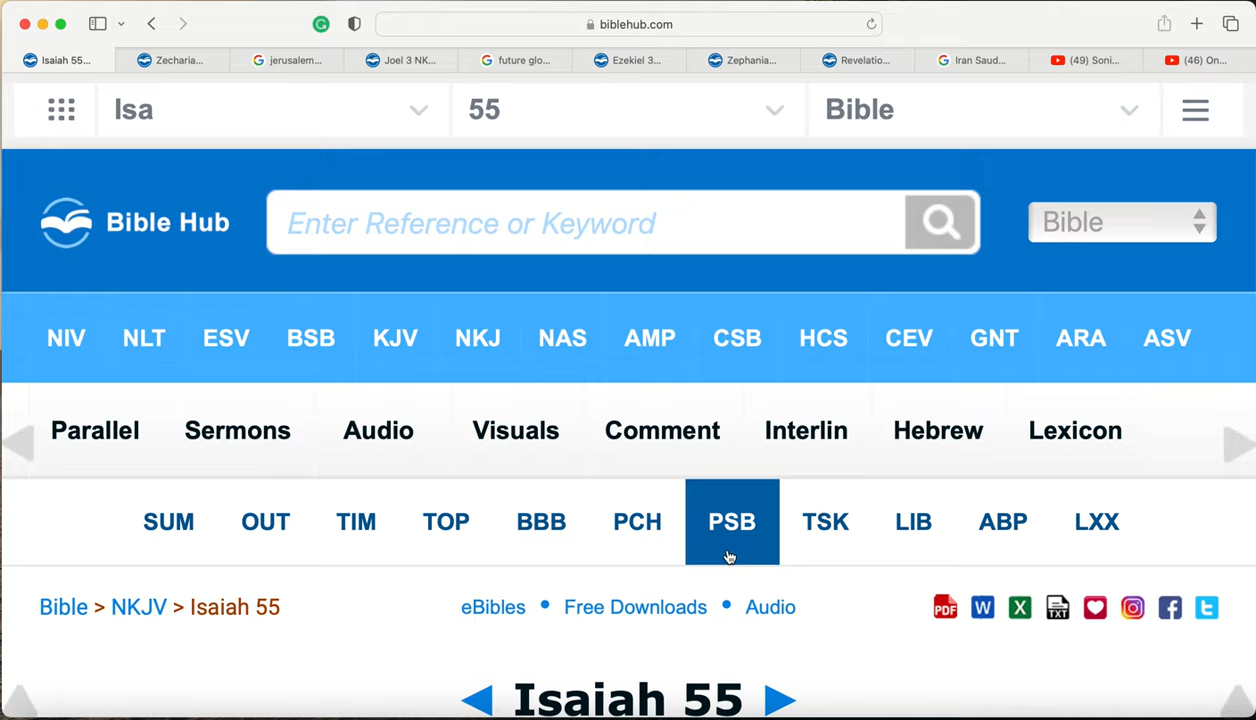 biblehub.com
Isaiah 55... Zecharia... jerusalem... Joel 3 NK... future glo... Ezekiel 3... Zephania... Revelatio... Iran Saud... (49) Soni... (46) On...
Isa 55 Bible
Bible Hub Enter Reference or Keyword Bible
NIV NLT ESV BSB KJV NKJ NAS AMP CSB HCS CEV GNT ARA ASV
Parallel Sermons Audio Visuals Comment Interlin Hebrew Lexicon
SUM OUT TIM TOP BBB PCH PSB TSK LIB ABP LXX
Bible > NKJV > Isaiah 55 eBibles • Free Downloads • Audio PDF W X TXT
◄ Isaiah 55 ►